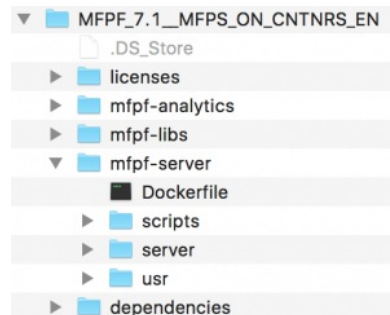 MFPF_7.1__MFPS_ON_CNTNRS_EN
.DS_Store
licenses
mfpf-analytics
mfpf-libs
mfpf-server
Dockerfile
scripts
server
usr
dependencies